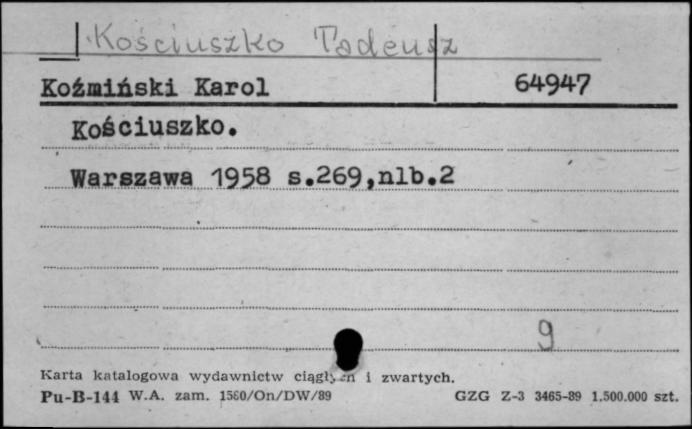 Kościuszko Tadeusz
Koźmiński Karol 64947
Kościuszko.
Warszawa 1958 s.269,nlb.2
9
Karta katalogowa wydawnictw ciągłych i zwartych.
Pu-B-144 W.A. zam. 1560/On/DW/89 GZG Z-3 3465-89 1.500.000 szt.